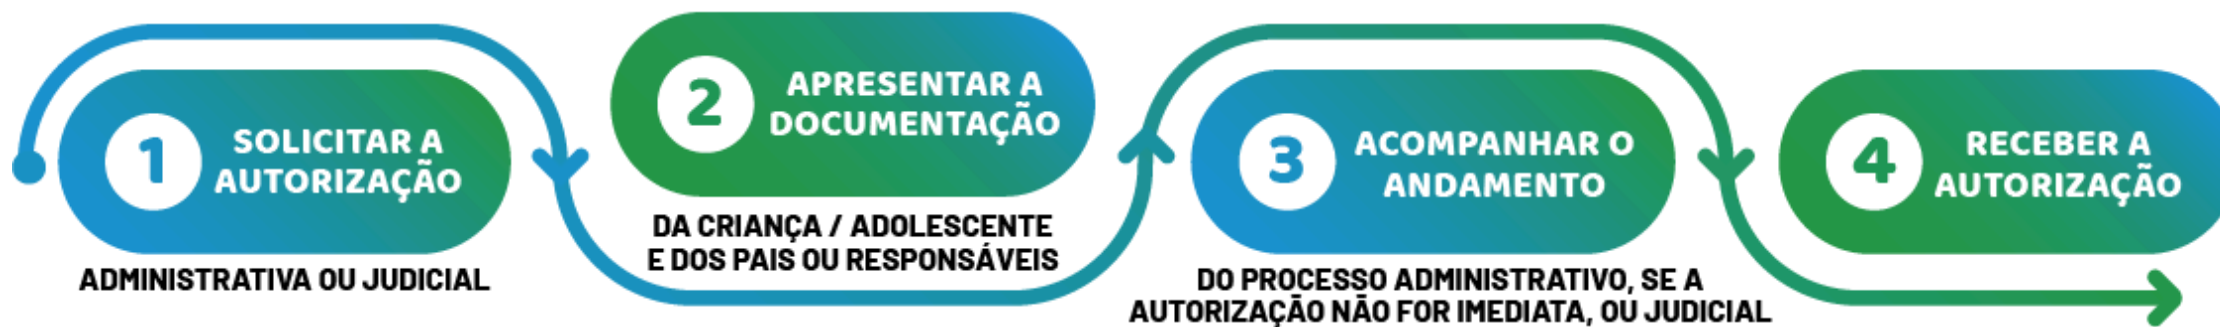 1
SOLICITAR A
AUTORIZAÇÃO
ADMINISTRATIVA OU JUDICIAL
2
APRESENTAR A
DOCUMENTAÇÃO
DA CRIANÇA / ADOLESCENTE
E DOS PAIS OU RESPONSÁVEIS
3
ACOMPANHAR O
ANDAMENTO
DO PROCESSO ADMINISTRATIVO, SE A
AUTORIZAÇÃO NÃO FOR IMEDIATA, OU JUDICIAL
4
RECEBER A
AUTORIZAÇÃO